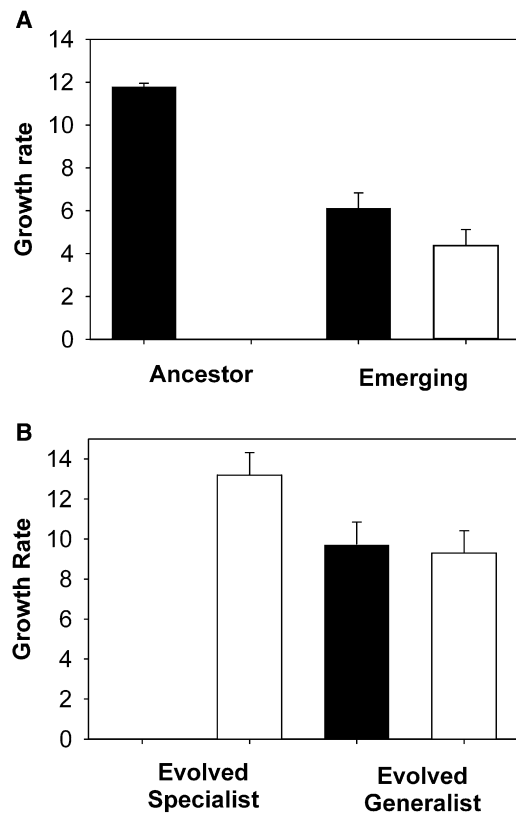 A
14
12
10
8
6
4
2
0
Growth rate
Ancestor
Emerging
B
14
12
10
8
6
4
2
0
Growth Rate
Evolved
Specialist
Evolved
Generalist